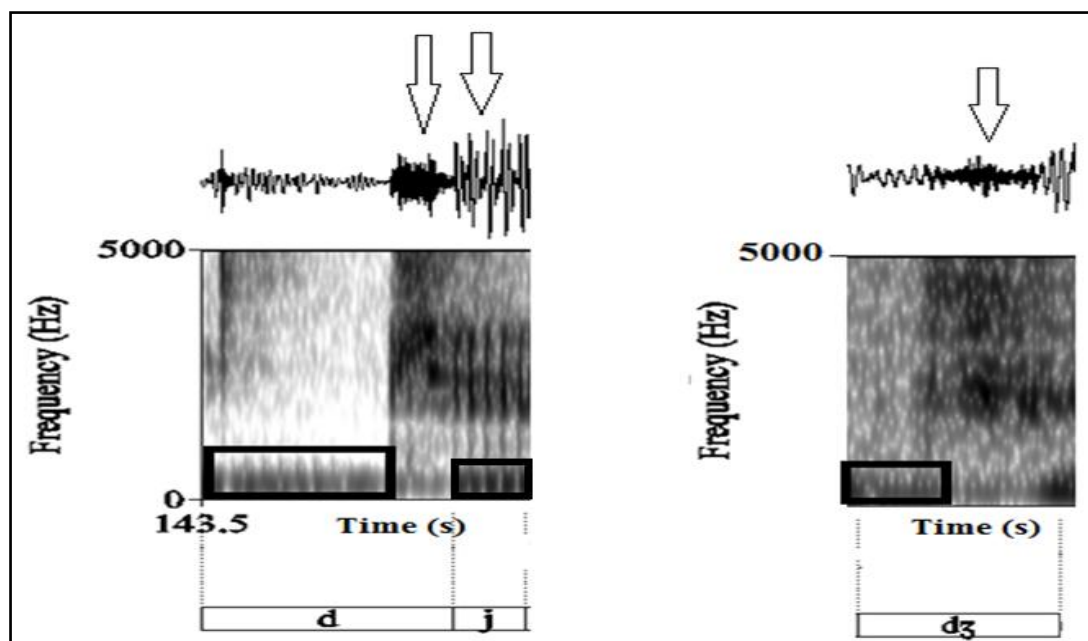 5000
Frequency (Hz)
0
143.5
Time (s)
d
j
5000
Frequency (Hz)
Time (s)
dʒ